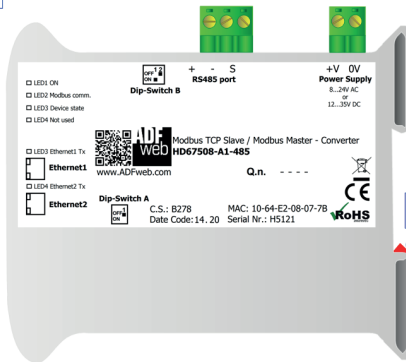 + - S
RS485 port
+V 0V
Power Supply
8...24V AC
or
12...35V DC
OFF 1 2
ON
Dip-Switch B
LED1 ON
LED2 Modbus comm.
LED3 Device state
LED4 Not used
LED3 Ethernet1 Tx
Ethernet1
LED4 Ethernet2 Tx
Ethernet2
ADF
web
www.ADFweb.com
Modbus TCP Slave / Modbus Master - Converter
HD67508-A1-485
Q.n. - - - -
CE
RoHS
Dip-Switch A
OFF 1
ON
C.S.: B278
Date Code: 14. 20
MAC: 10-64-E2-08-07-7B
Serial Nr.: H5121